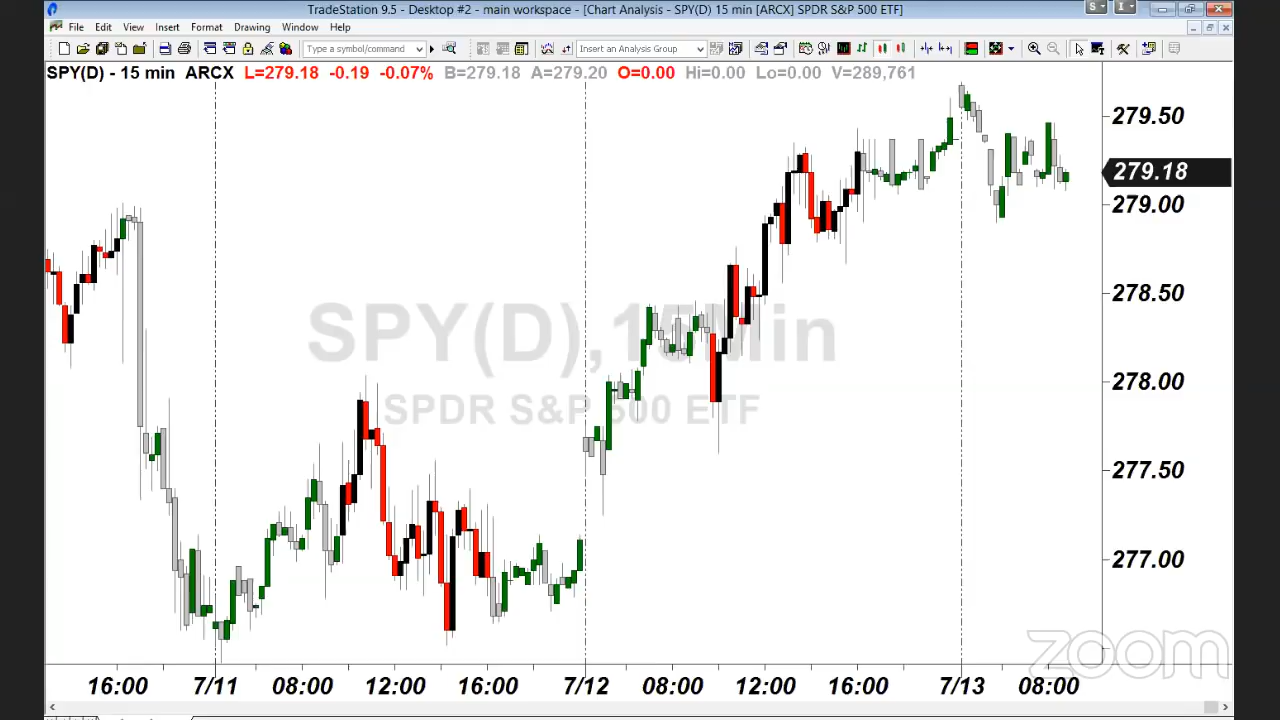 TradeStation 9.5 - Desktop #2 - main workspace - [Chart Analysis - SPY(D) 15 min [ARCX] SPDR S&P 500 ETF]
S I
File Edit View Insert Format Drawing Window Help
Type a symbol/command Insert an Analysis Group
SPY(D) - 15 min ARCX L=279.18 -0.19 -0.07% B=279.18 A=279.20 O=0.00 Hi=0.00 Lo=0.00 V=289,761
279.50
279.18
279.00
278.50
SPY(D), 15Min
278.00
SPDR S&P 500 ETF
277.50
277.00
zoom
16:00 7/11 08:00 12:00 16:00 7/12 08:00 12:00 16:00 7/13 08:00